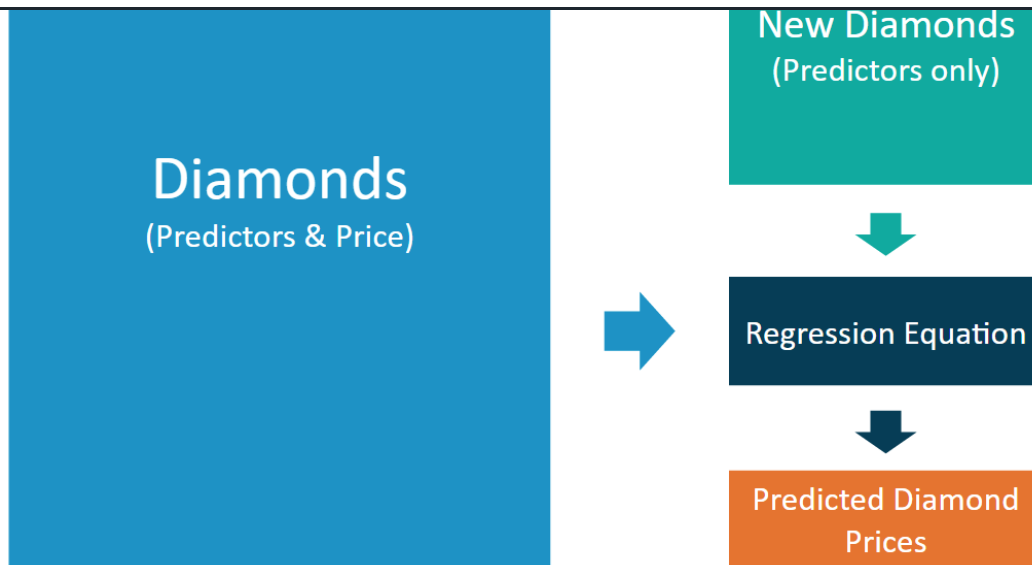 Diamonds
(Predictors & Price)
New Diamonds
(Predictors only)
Regression Equation
Predicted Diamond
Prices